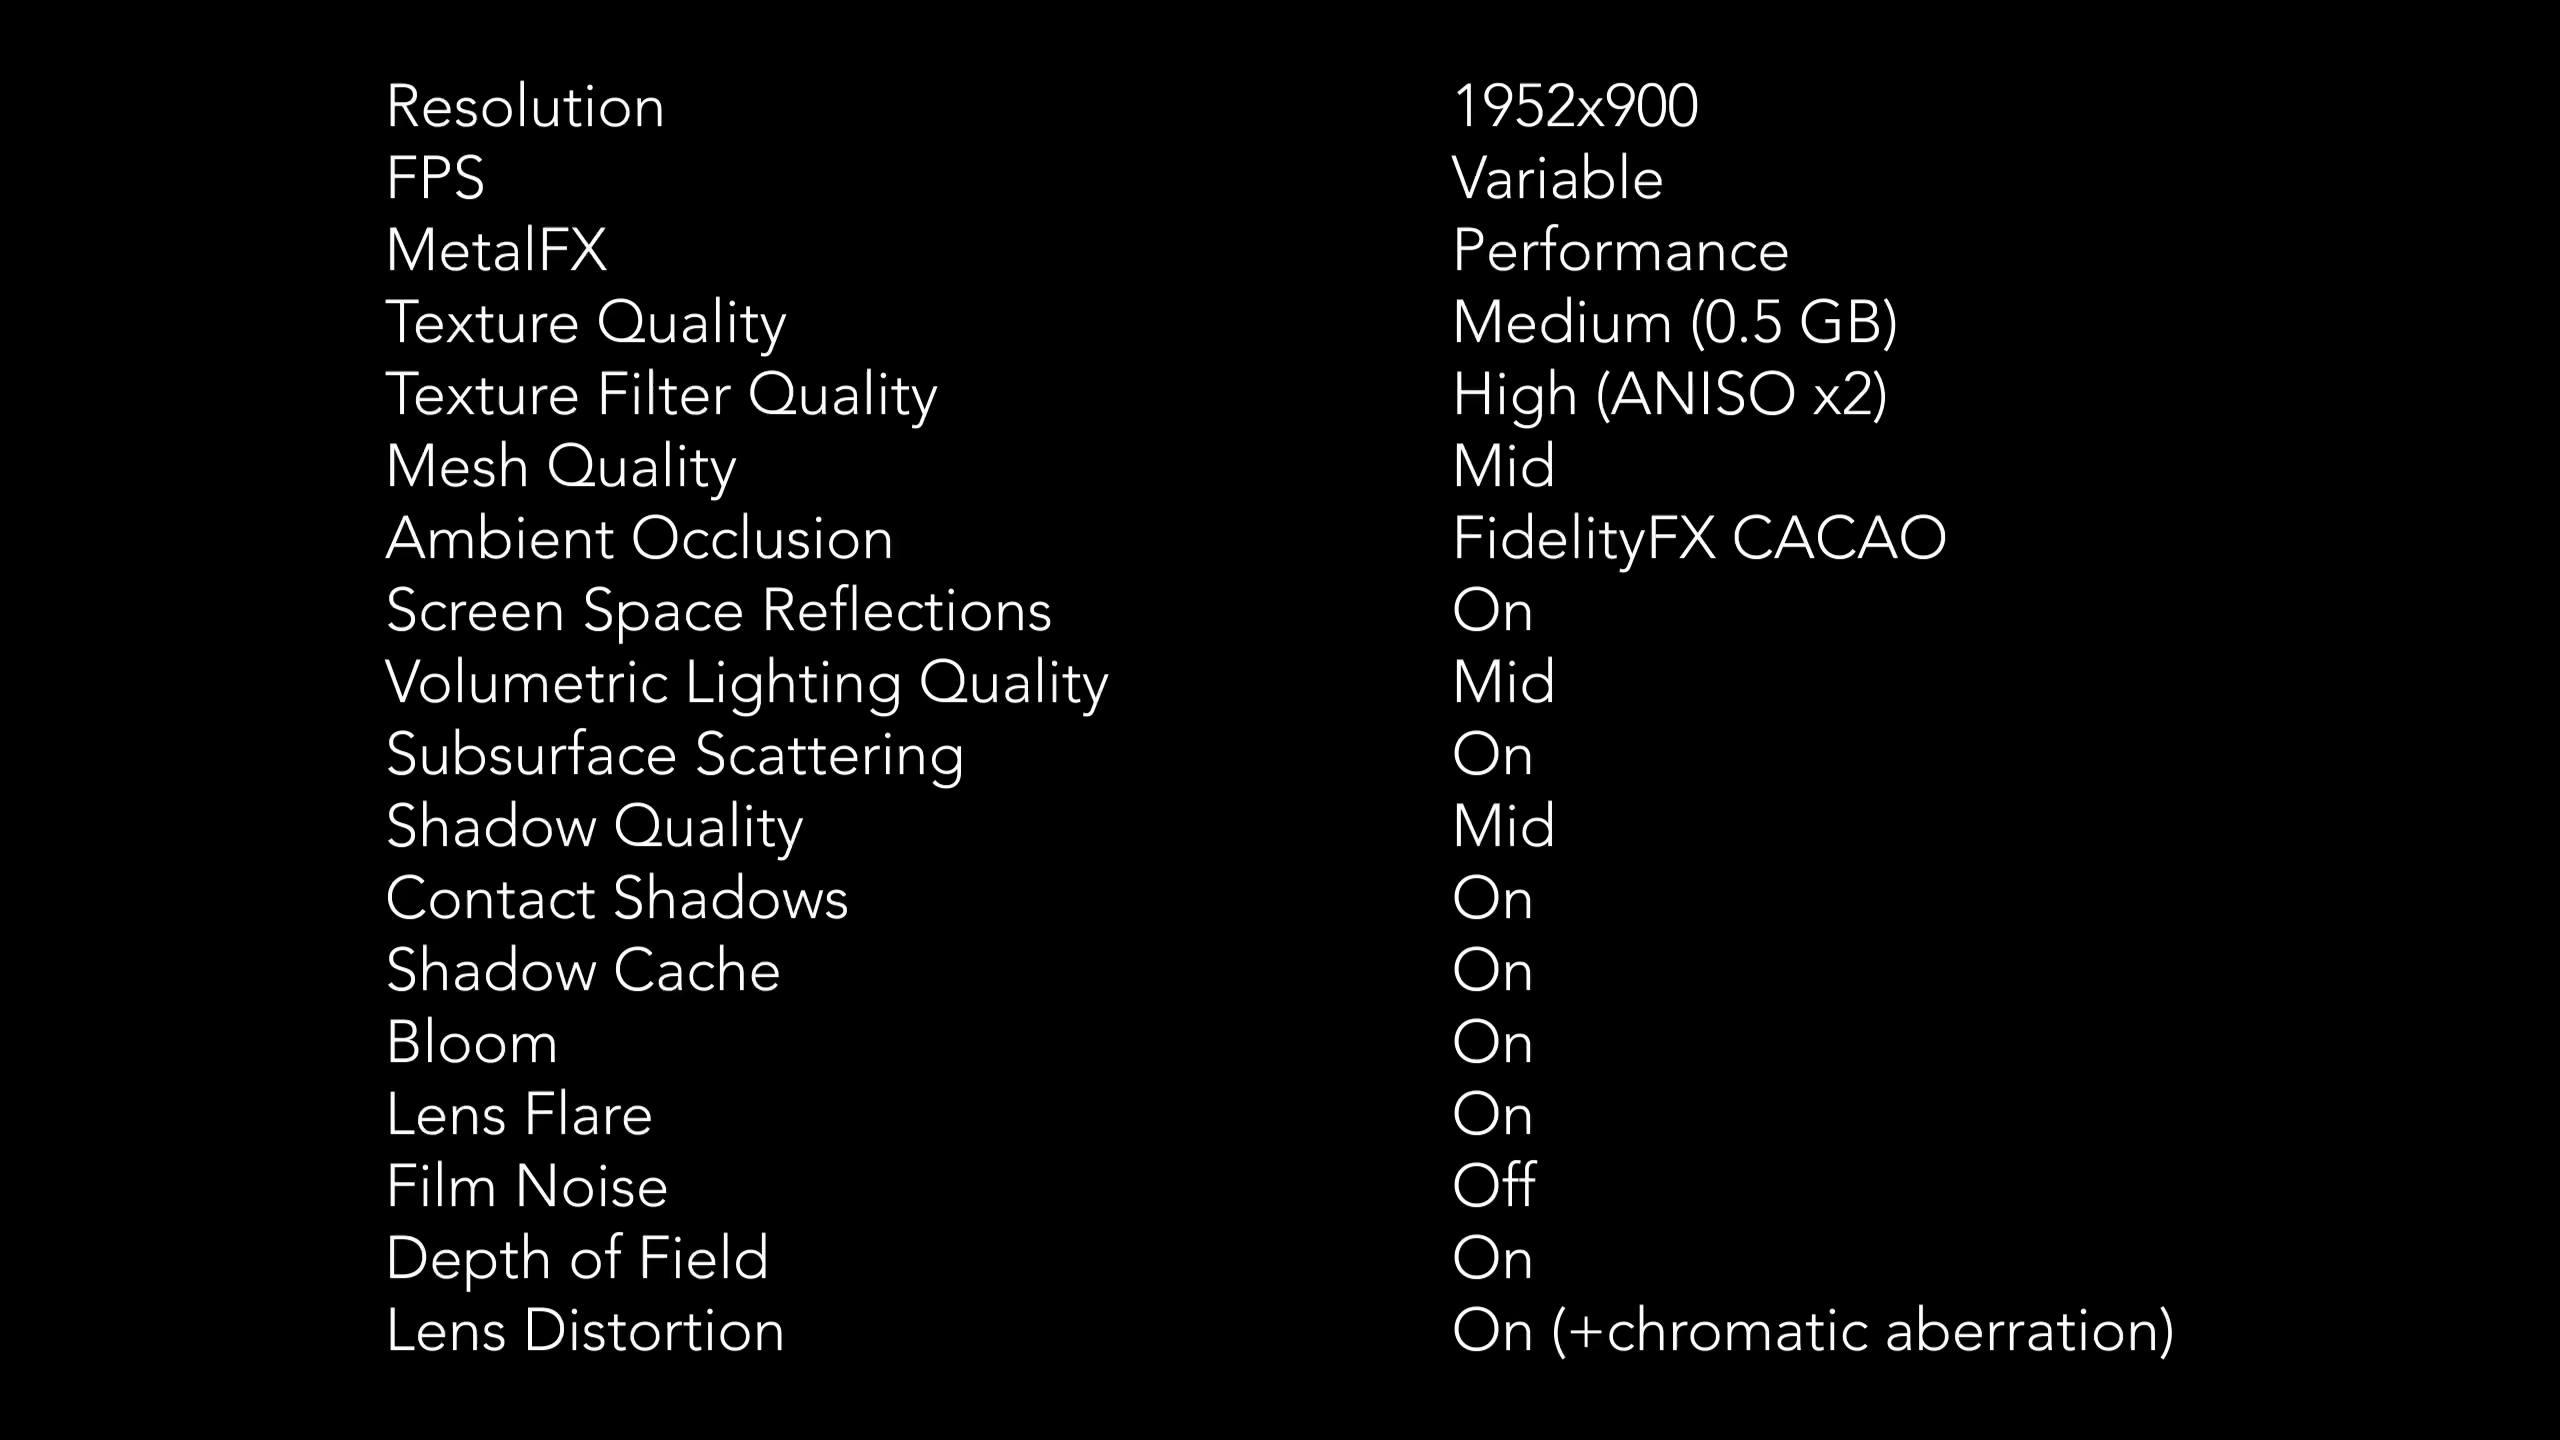 Resolution 1952x900
FPS Variable
MetalFX Performance
Texture Quality Medium (0.5 GB)
Texture Filter Quality High (ANISO x2)
Mesh Quality Mid
Ambient Occlusion FidelityFX CACAO
Screen Space Reflections On
Volumetric Lighting Quality Mid
Subsurface Scattering On
Shadow Quality Mid
Contact Shadows On
Shadow Cache On
Bloom On
Lens Flare On
Film Noise Off
Depth of Field On
Lens Distortion On (+chromatic aberration)